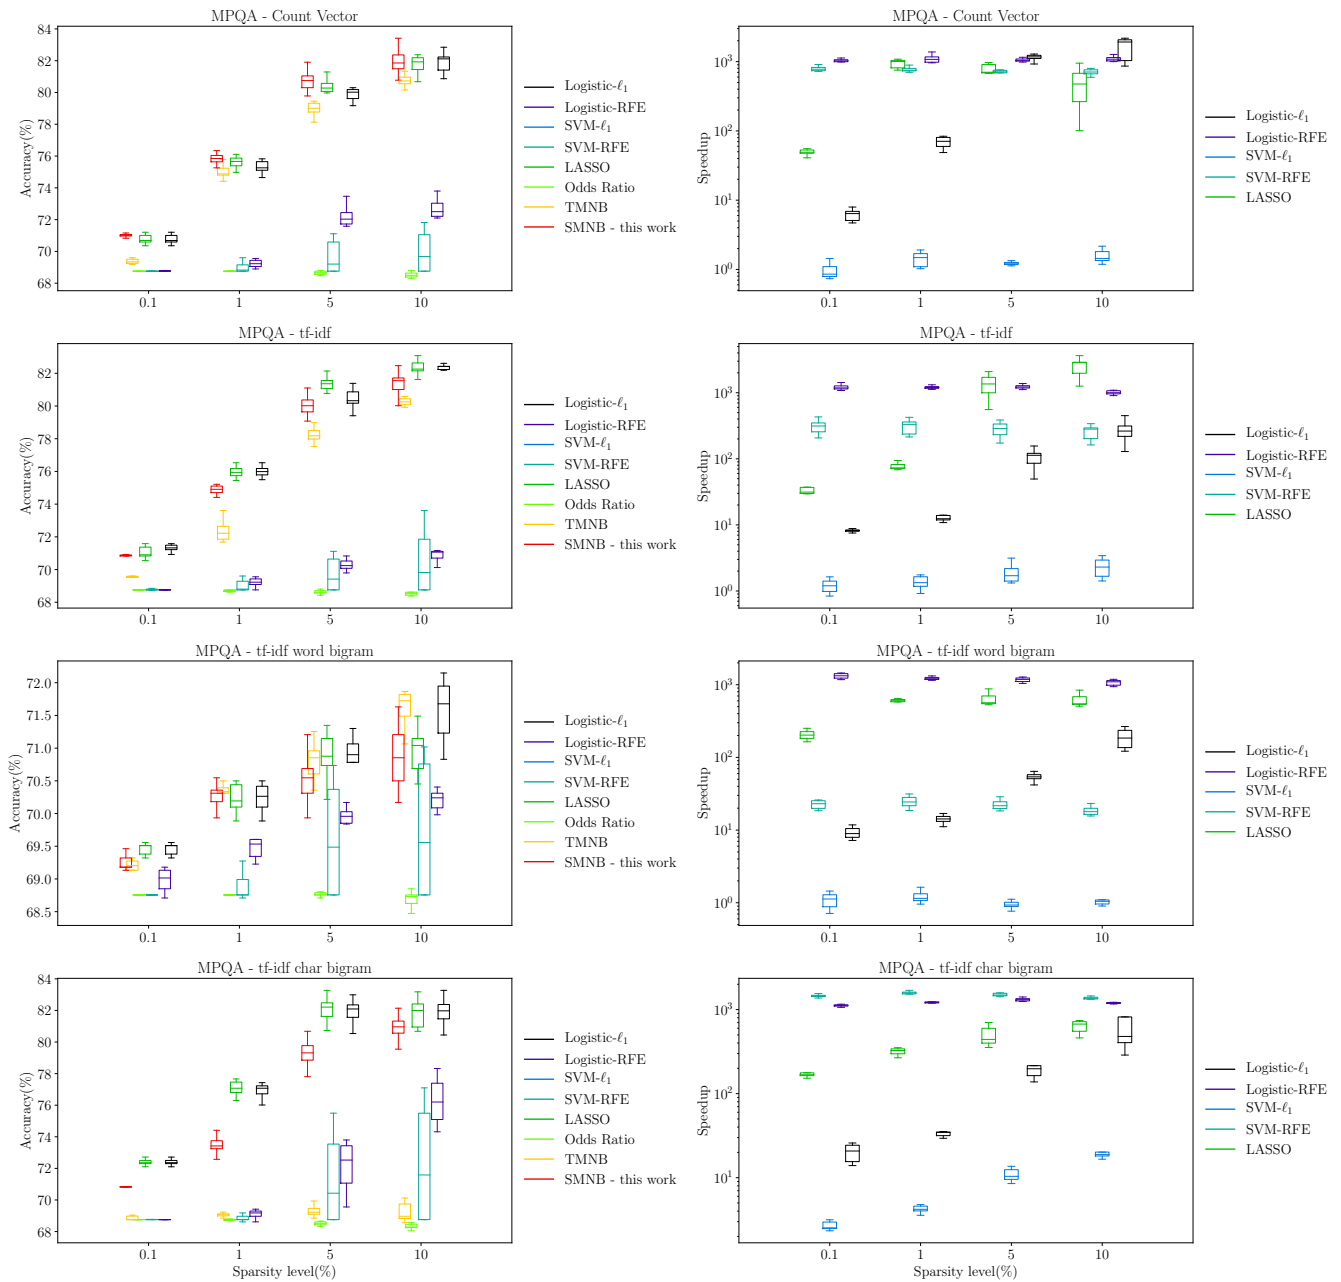 MPQA - Count Vector
Accuracy(%)
84
82
80
78
76
74
72
70
68
0.1 1 5 10
Logistic-ℓ₁
Logistic-RFE
SVM-ℓ₁
SVM-RFE
LASSO
Odds Ratio
TMNB
SMNB - this work
MPQA - Count Vector
Speedup
10³
10²
10¹
10⁰
0.1 1 5 10
Logistic-ℓ₁
Logistic-RFE
SVM-ℓ₁
SVM-RFE
LASSO
MPQA - tf-idf
Accuracy(%)
82
80
78
76
74
72
70
68
0.1 1 5 10
Logistic-ℓ₁
Logistic-RFE
SVM-ℓ₁
SVM-RFE
LASSO
Odds Ratio
TMNB
SMNB - this work
MPQA - tf-idf
Speedup
10³
10²
10¹
10⁰
0.1 1 5 10
Logistic-ℓ₁
Logistic-RFE
SVM-ℓ₁
SVM-RFE
LASSO
MPQA - tf-idf word bigram
Accuracy(%)
72.0
71.5
71.0
70.5
70.0
69.5
69.0
68.5
0.1 1 5 10
Logistic-ℓ₁
Logistic-RFE
SVM-ℓ₁
SVM-RFE
LASSO
Odds Ratio
TMNB
SMNB - this work
MPQA - tf-idf word bigram
Speedup
10³
10²
10¹
10⁰
0.1 1 5 10
Logistic-ℓ₁
Logistic-RFE
SVM-ℓ₁
SVM-RFE
LASSO
MPQA - tf-idf char bigram
Accuracy(%)
84
82
80
78
76
74
72
70
68
0.1 1 5 10
Sparsity level(%)
Logistic-ℓ₁
Logistic-RFE
SVM-ℓ₁
SVM-RFE
LASSO
Odds Ratio
TMNB
SMNB - this work
MPQA - tf-idf char bigram
Speedup
10³
10²
10¹
0.1 1 5 10
Sparsity level(%)
Logistic-ℓ₁
Logistic-RFE
SVM-ℓ₁
SVM-RFE
LASSO